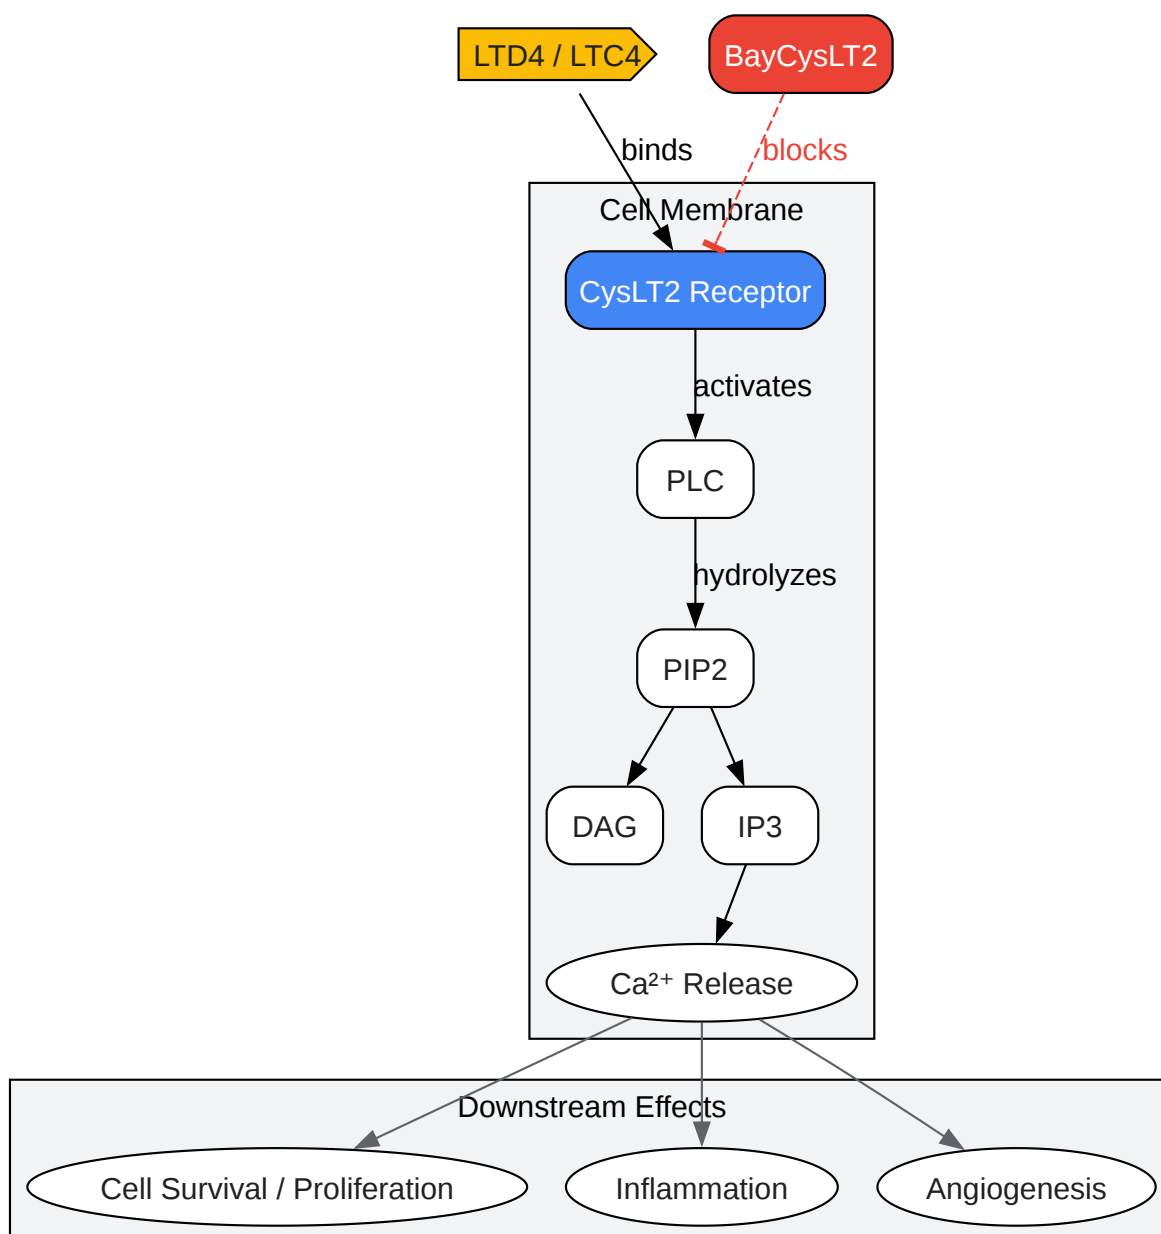 LTD4 / LTC4
BayCysLT2
binds
blocks
Cell Membrane
CysLT2 Receptor
activates
PLC
hydrolyzes
PIP2
DAG
IP3
Ca²⁺ Release
Downstream Effects
Cell Survival / Proliferation
Inflammation
Angiogenesis